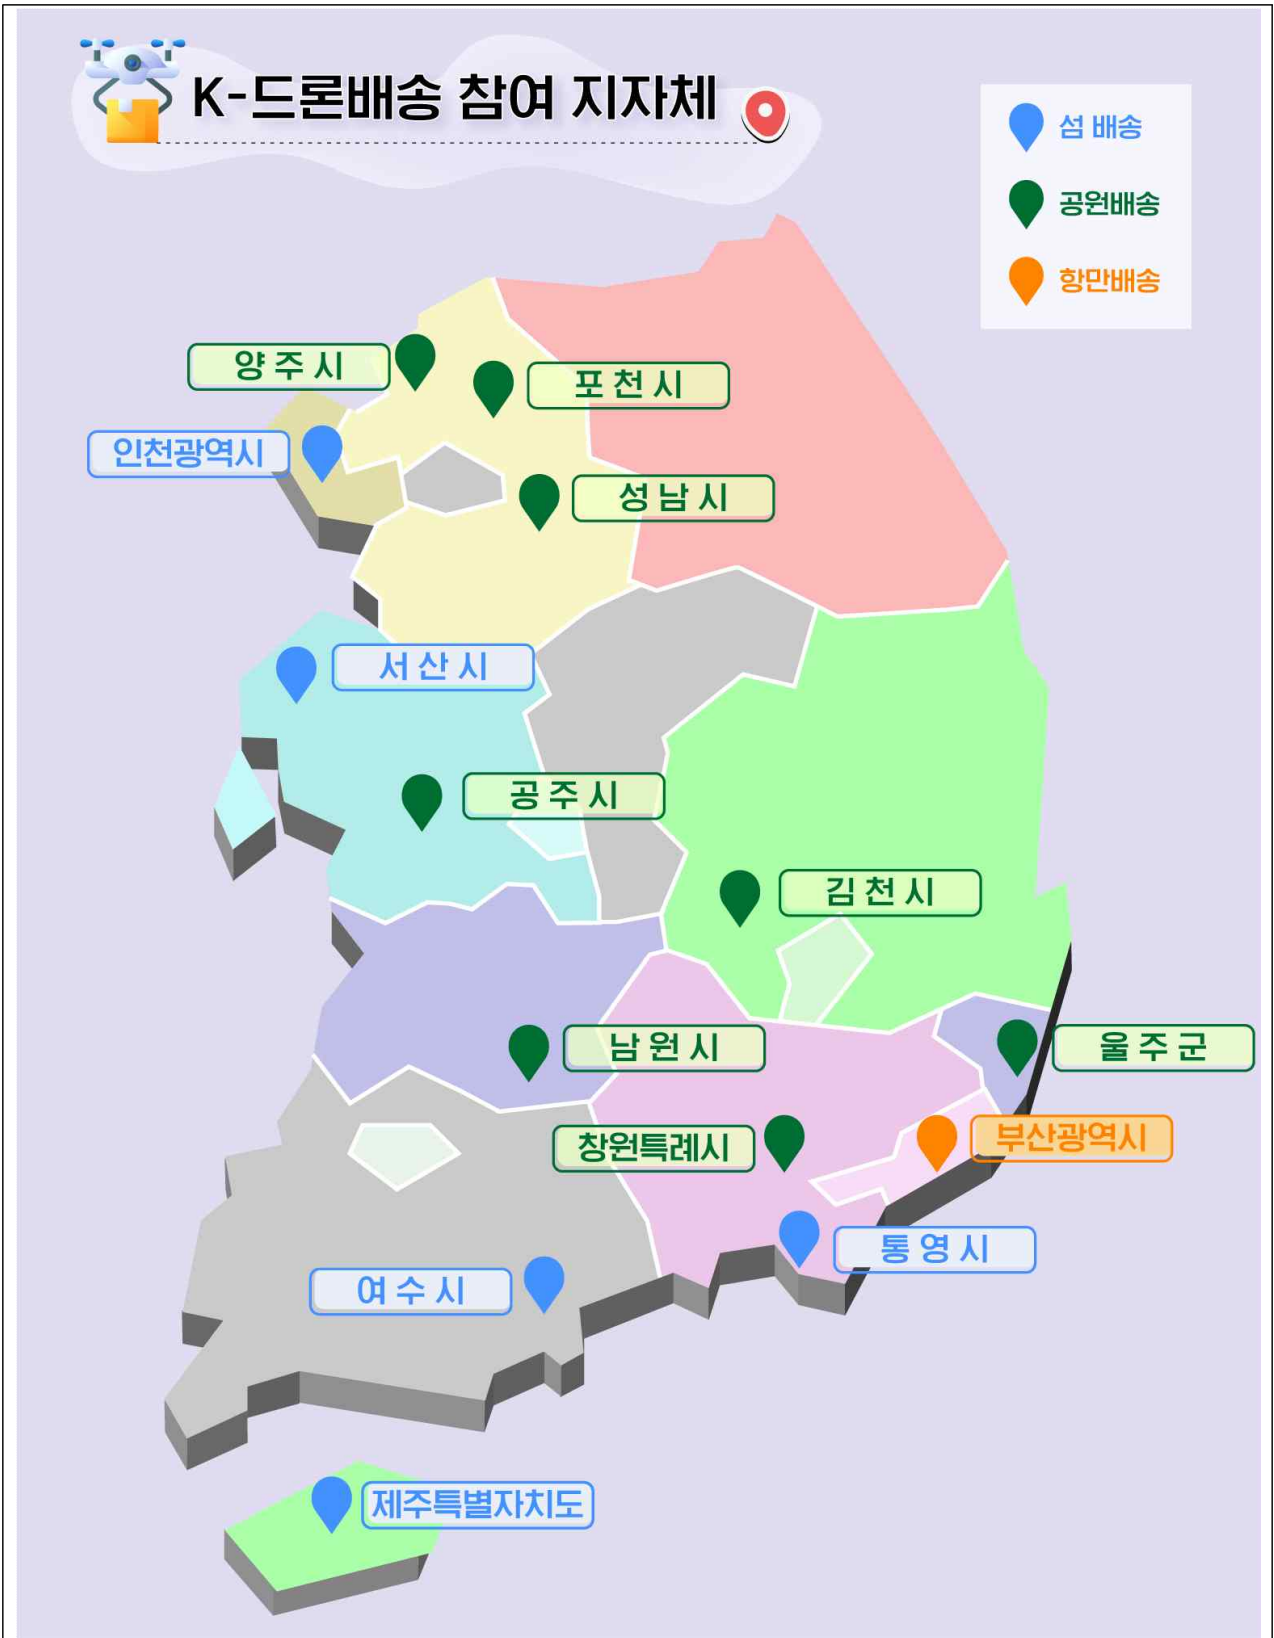 K-드론배송 참여 지자체
섬 배송
공원배송
항만배송
양주시
포천시
인천광역시
성남시
서산시
공주시
김천시
남원시
울주군
창원특례시
부산광역시
통영시
여수시
제주특별자치도